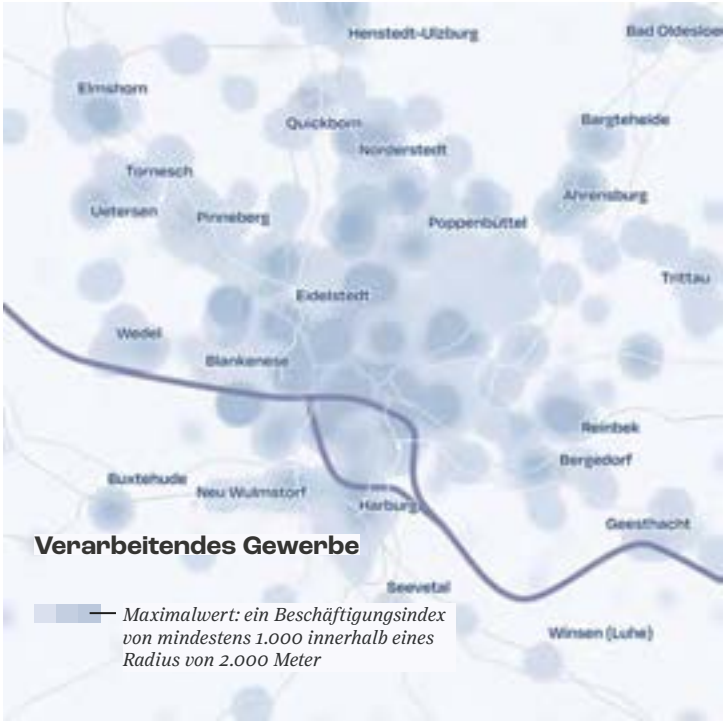 Henstedt-Ulzburg
Bad Oldesloe
Elmshorn
Quickborn
Bargteheide
Norderstedt
Tornesch
Ahrensburg
Uetersen
Pinneberg
Poppenbüttel
Trittau
Eidelstedt
Wedel
Blankenese
Reinbek
Bergedorf
Buxtehude
Neu Wulmstorf
Harburg
Geesthacht
Verarbeitendes Gewerbe
Seevetal
Maximalwert: ein Beschäftigungsindex
von mindestens 1.000 innerhalb eines
Radius von 2.000 Meter
Winsen (Luhe)